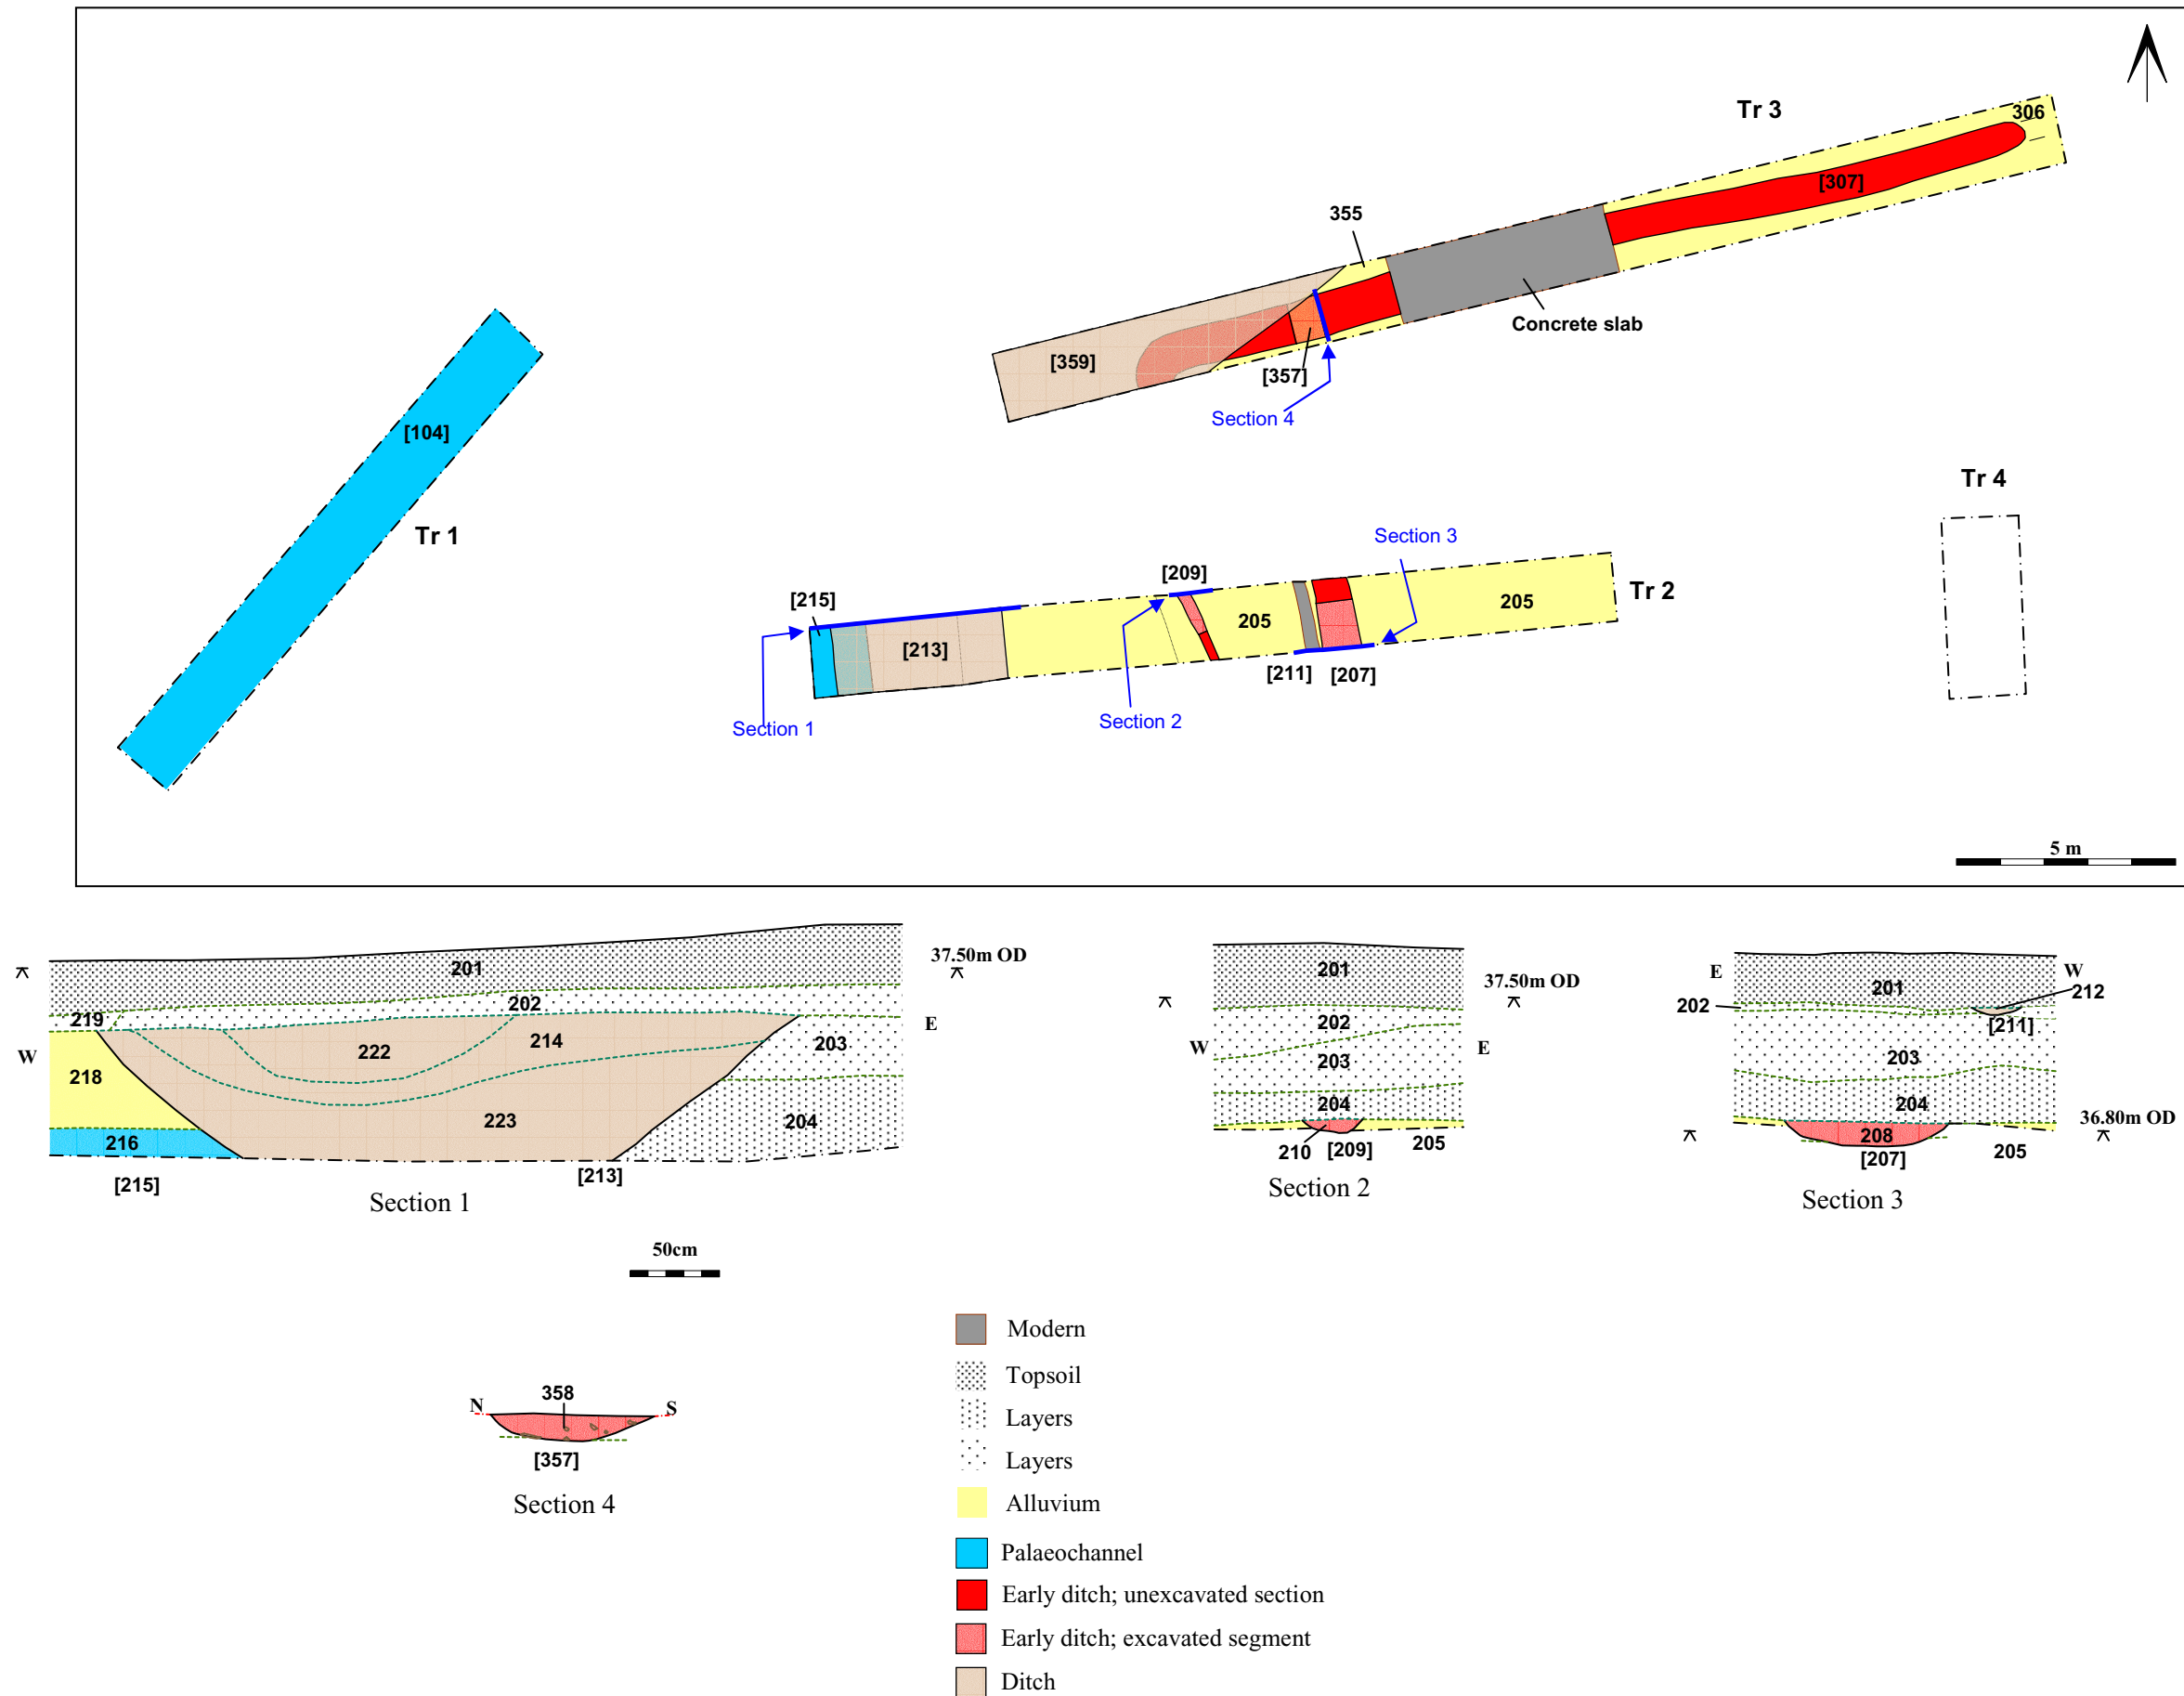 Tr 3
306
[307]
355
Concrete slab
[359]
[357]
Section 4
[104]
Tr 1
Tr 4
Section 3
[209]
[215]
205
205
Tr 2
[213]
[211]
[207]
Section 1
Section 2
5 m
201
37.50m OD
202
219
214
E
222
203
W
218
223
204
216
[215]
[213]
Section 1
201
37.50m OD
202
W
E
203
204
210
[209]
205
Section 2
E
W
201
212
202
[211]
203
204
36.80m OD
208
205
[207]
Section 3
50cm
358
N
S
[357]
Section 4
Modern
Topsoil
Layers
Layers
Alluvium
Palaeochannel
Early ditch; unexcavated section
Early ditch; excavated segment
Ditch